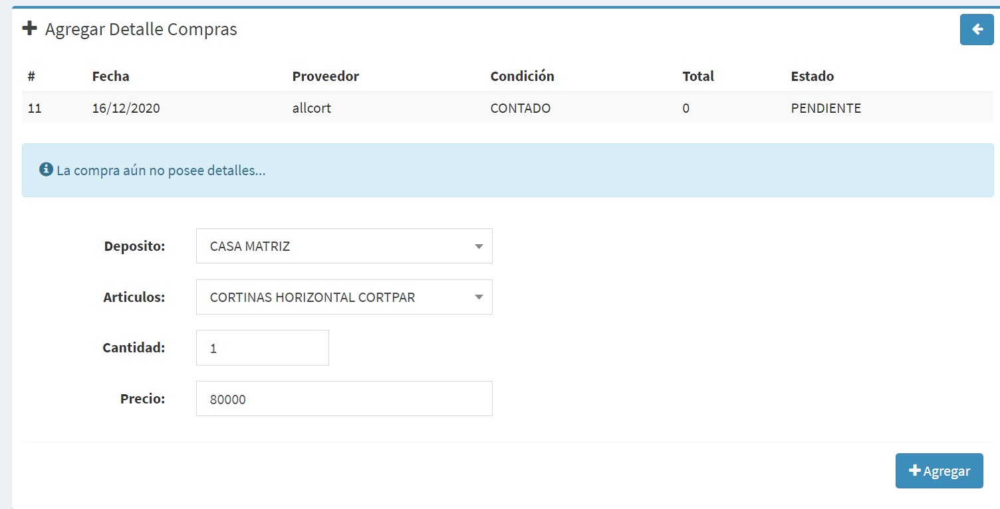 Agregar Detalle Compras
# Fecha Proveedor Condición Total Estado
11 16/12/2020 allcort CONTADO 0 PENDIENTE
La compra aún no posee detalles...
Deposito: CASA MATRIZ
Articulos: CORTINAS HORIZONTAL CORTPAR
Cantidad: 1
Precio: 80000
Agregar